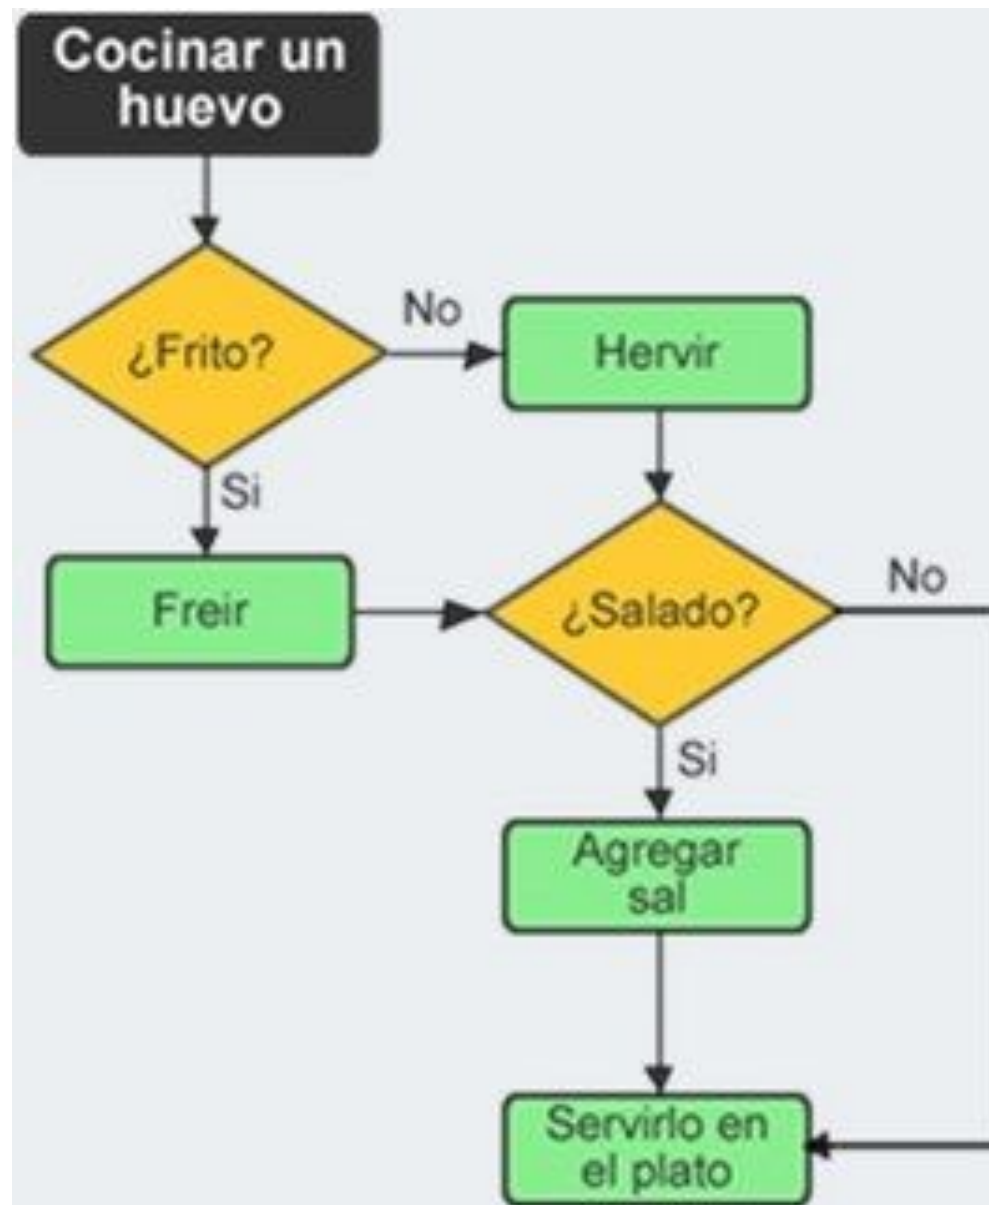 Cocinar un
huevo
¿Frito?
No
Hervir
Si
Freir
¿Salado?
No
Si
Agregar
sal
Servirlo en
el plato